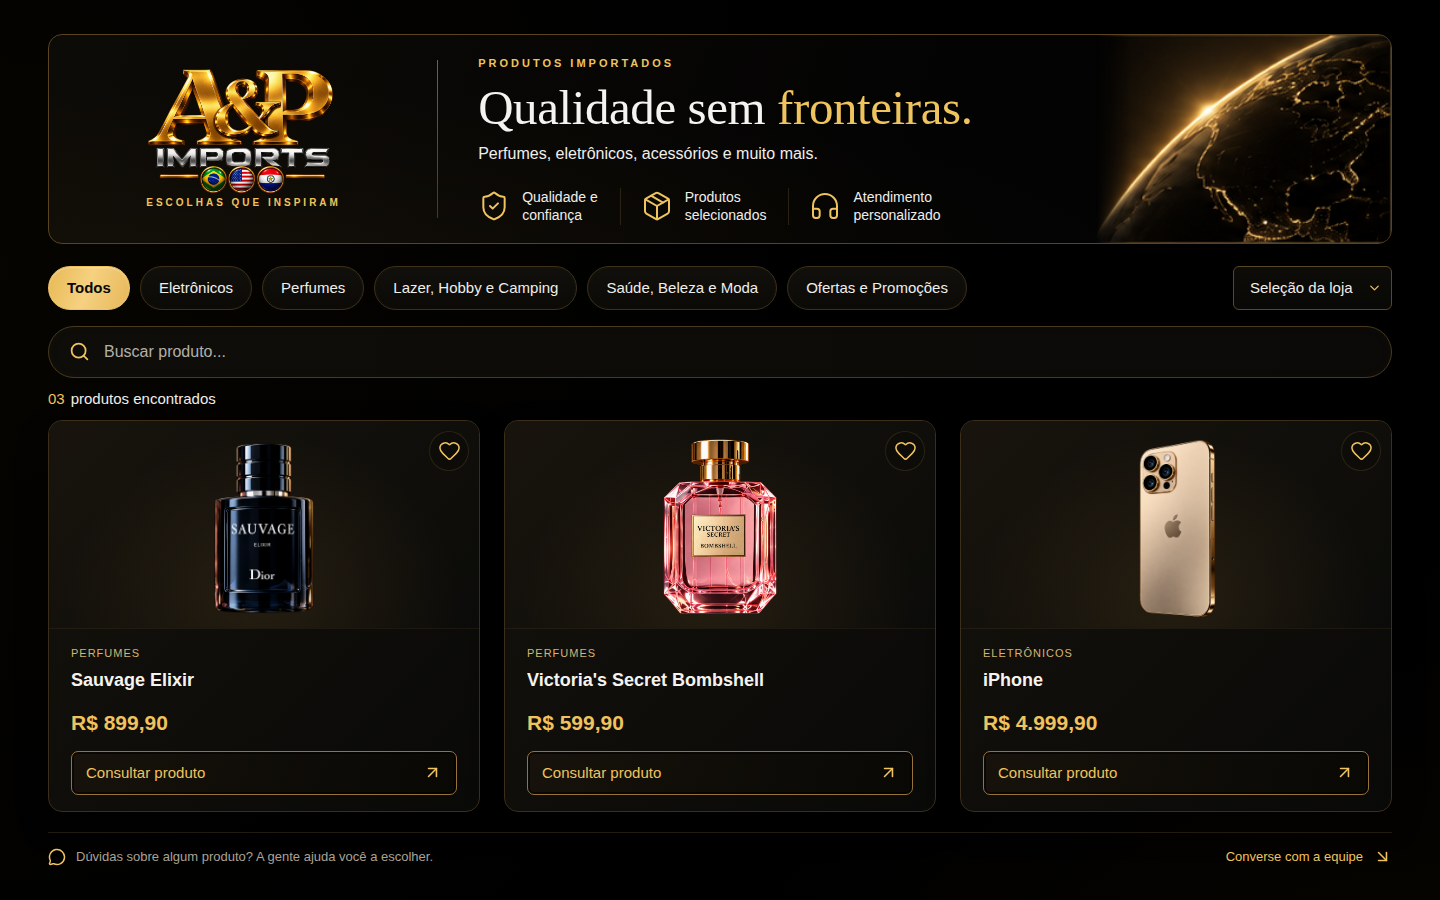 A&P
IMPORTS
ESCOLHAS QUE INSPIRAM
PRODUTOS IMPORTADOS
Qualidade sem fronteiras.
Perfumes, eletrônicos, acessórios e muito mais.
Qualidade e
confiança
Produtos
selecionados
Atendimento
personalizado
Todos
Eletrônicos
Perfumes
Lazer, Hobby e Camping
Saúde, Beleza e Moda
Ofertas e Promoções
Seleção da loja
Buscar produto...
03 produtos encontrados
SAUVAGE
ELIXIR
Dior
PERFUMES
Sauvage Elixir
R$ 899,90
Consultar produto
VICTORIA'S
SECRET
BOMBSHELL
PERFUMES
Victoria's Secret Bombshell
R$ 599,90
Consultar produto
ELETRÔNICOS
iPhone
R$ 4.999,90
Consultar produto
Dúvidas sobre algum produto? A gente ajuda você a escolher.
Converse com a equipe